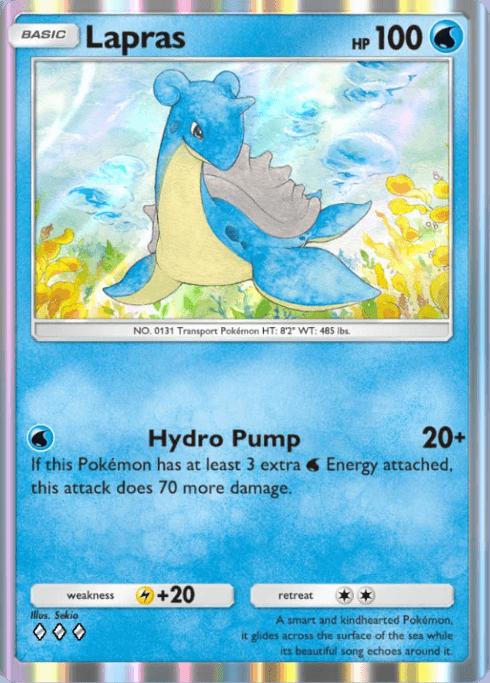 BASIC Lapras HP 100
NO. 0131 Transport Pokémon HT: 8'2" WT: 485 lbs.
Hydro Pump 20+
If this Pokémon has at least 3 extra Energy attached,
this attack does 70 more damage.
weakness +20 retreat
Illus. Sekio
A smart and kindhearted Pokémon,
it glides across the surface of the sea while
its beautiful song echoes around it.